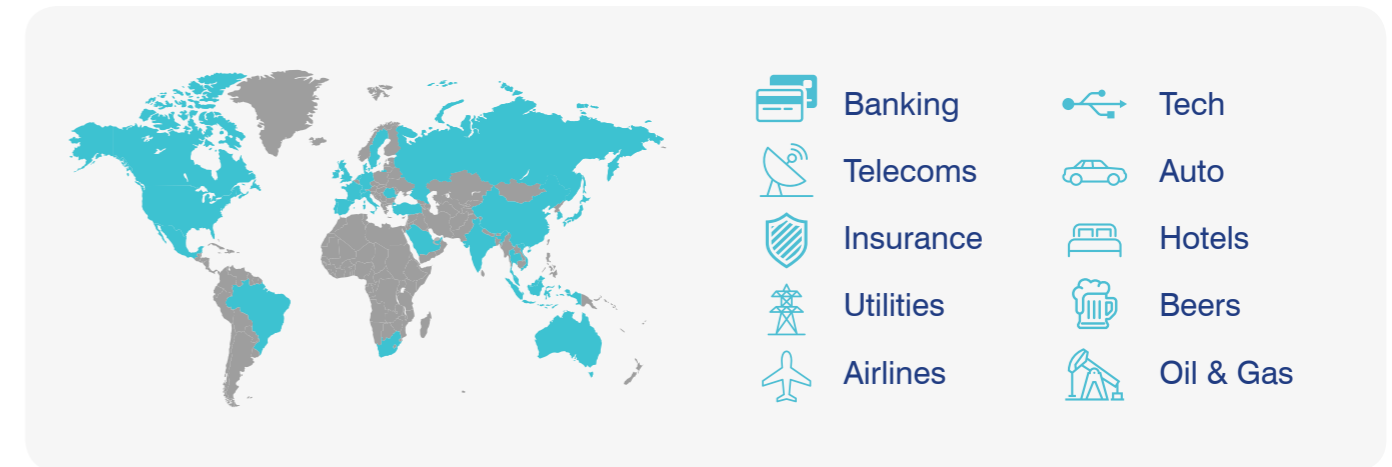 Banking
Telecoms
Insurance
Utilities
Airlines
Tech
Auto
Hotels
Beers
Oil & Gas